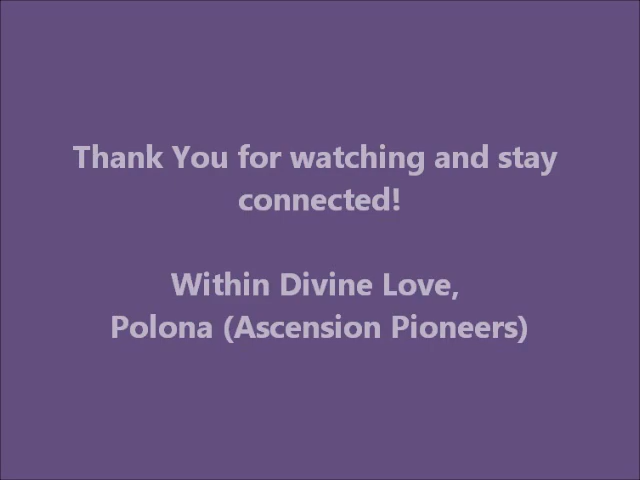 Thank You for watching and stay
connected!
Within Divine Love,
Polona (Ascension Pioneers)